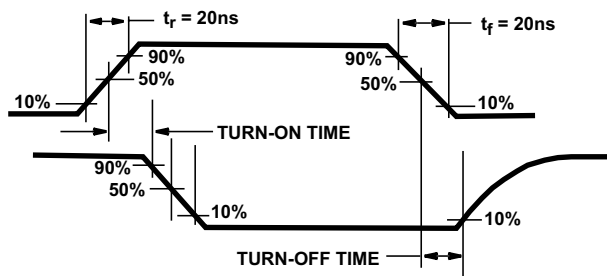 tr = 20ns
tf = 20ns
90%
50%
10%
90%
50%
10%
TURN-ON TIME
90%
50%
10%
10%
TURN-OFF TIME